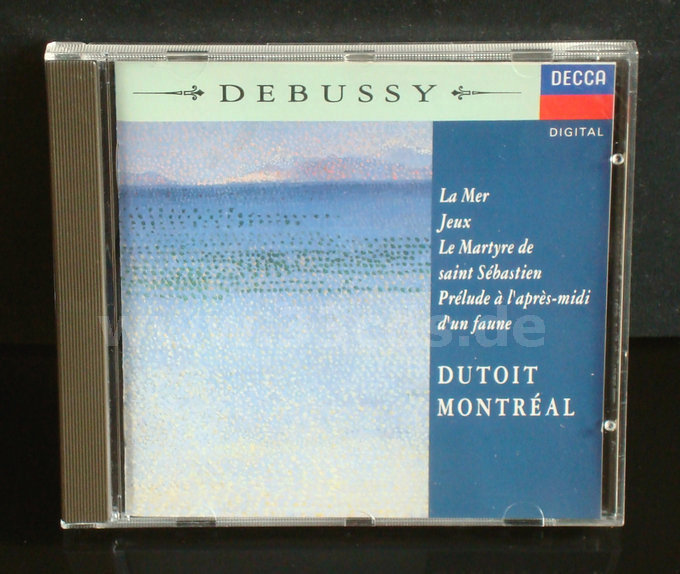 DEBUSSY
DECCA
DIGITAL
La Mer
Jeux
Le Martyre de
saint Sébastien
Prélude à l'après-midi
d'un faune
DUTOIT
MONTRÉAL